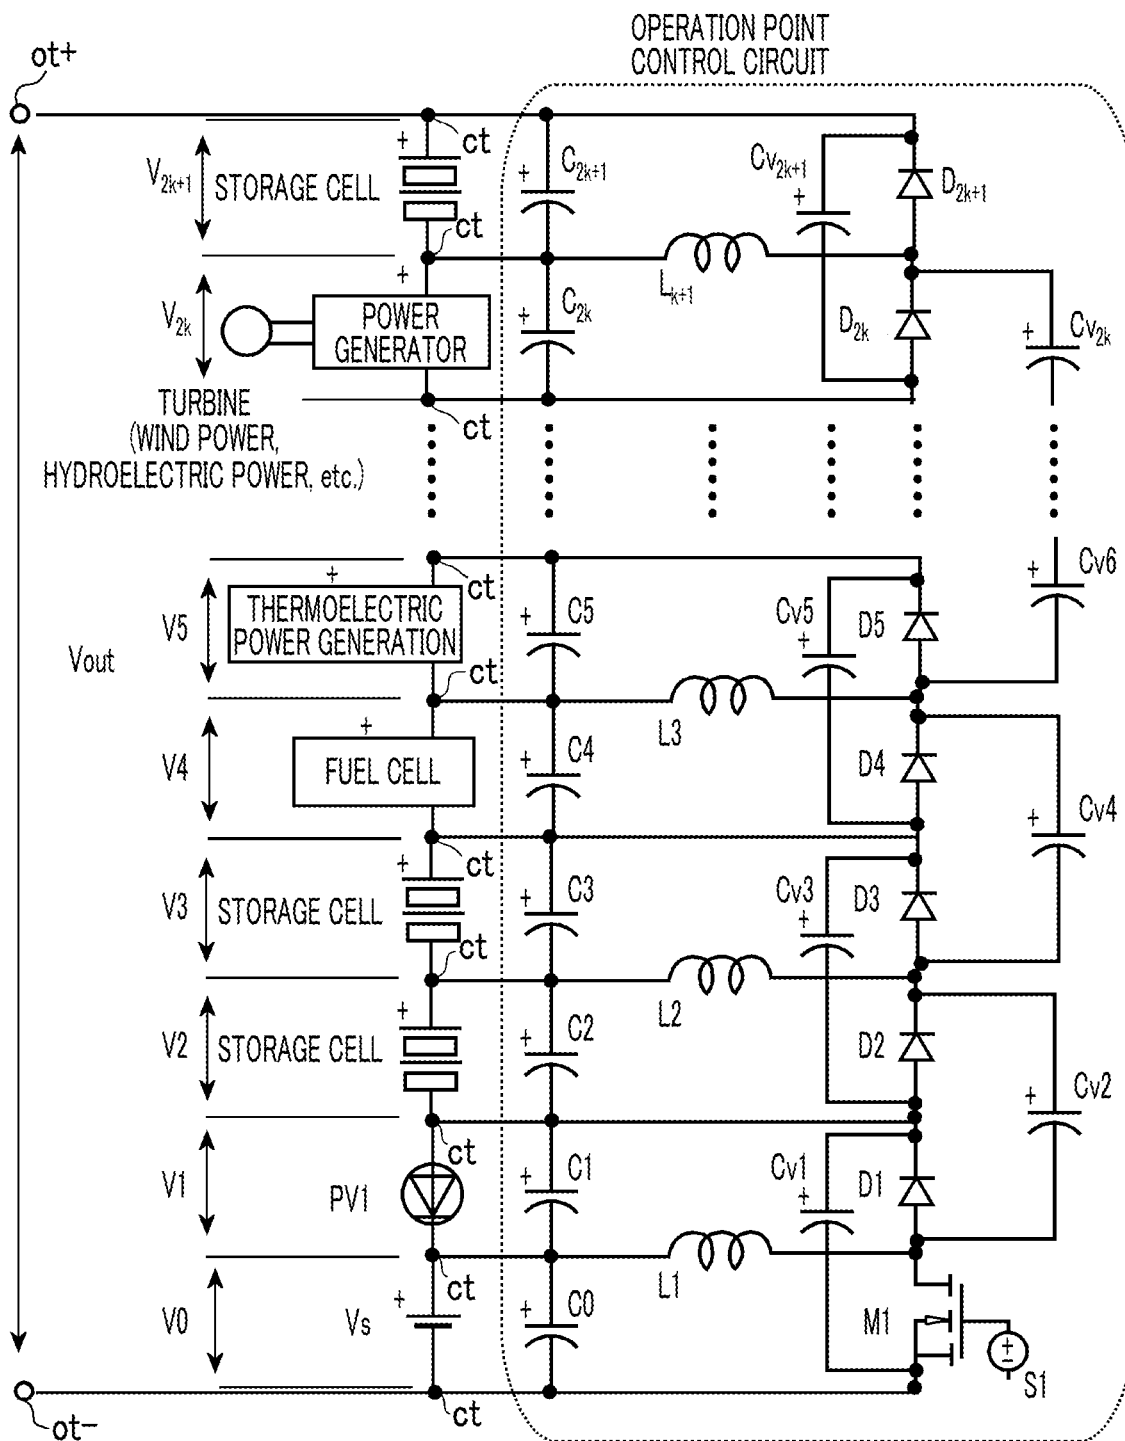 OPERATION POINT
CONTROL CIRCUIT
ot+
ct
V2k+1
STORAGE CELL
+
+
C2k+1
Cv2k+1
+
D2k+1
ct
+
Lk+1
V2k
POWER
GENERATOR
+
C2k
D2k
+
Cv2k
TURBINE
(WIND POWER,
HYDROELECTRIC POWER, etc.)
ct
Vout
V5
+
THERMOELECTRIC
POWER GENERATION
ct
+
C5
Cv5
+
D5
+
Cv6
ct
L3
V4
+
FUEL CELL
+
C4
D4
+
Cv4
ct
V3
STORAGE CELL
+
+
C3
Cv3
+
D3
ct
L2
V2
STORAGE CELL
+
+
C2
D2
+
Cv2
ct
V1
PV1
+
C1
Cv1
+
D1
ct
L1
V0
Vs
+
+
C0
M1
+
−
S1
ct
ot−